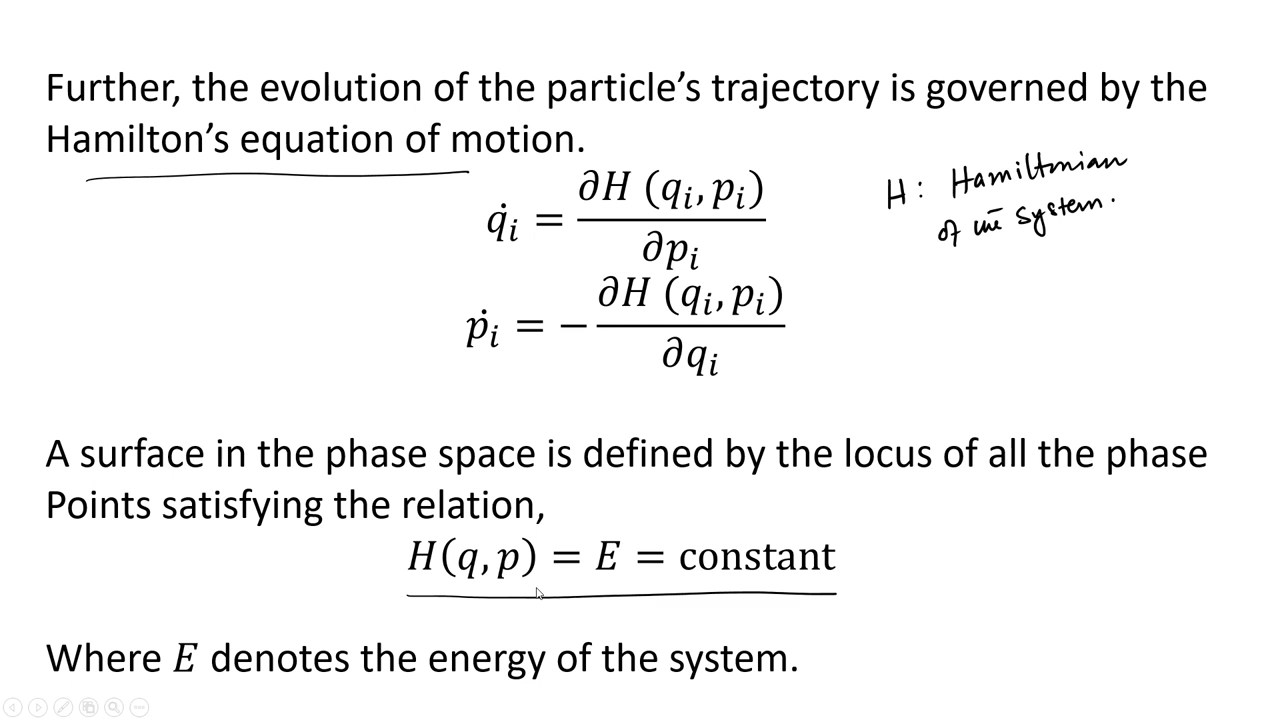 Further, the evolution of the particle’s trajectory is governed by the
Hamilton’s equation of motion.
H : Hamiltonian
of the system.
q̇ᵢ = ∂H (qᵢ, pᵢ) / ∂pᵢ
ṗᵢ = − ∂H (qᵢ, pᵢ) / ∂qᵢ
A surface in the phase space is defined by the locus of all the phase
Points satisfying the relation,
H(q, p) = E = constant
Where E denotes the energy of the system.